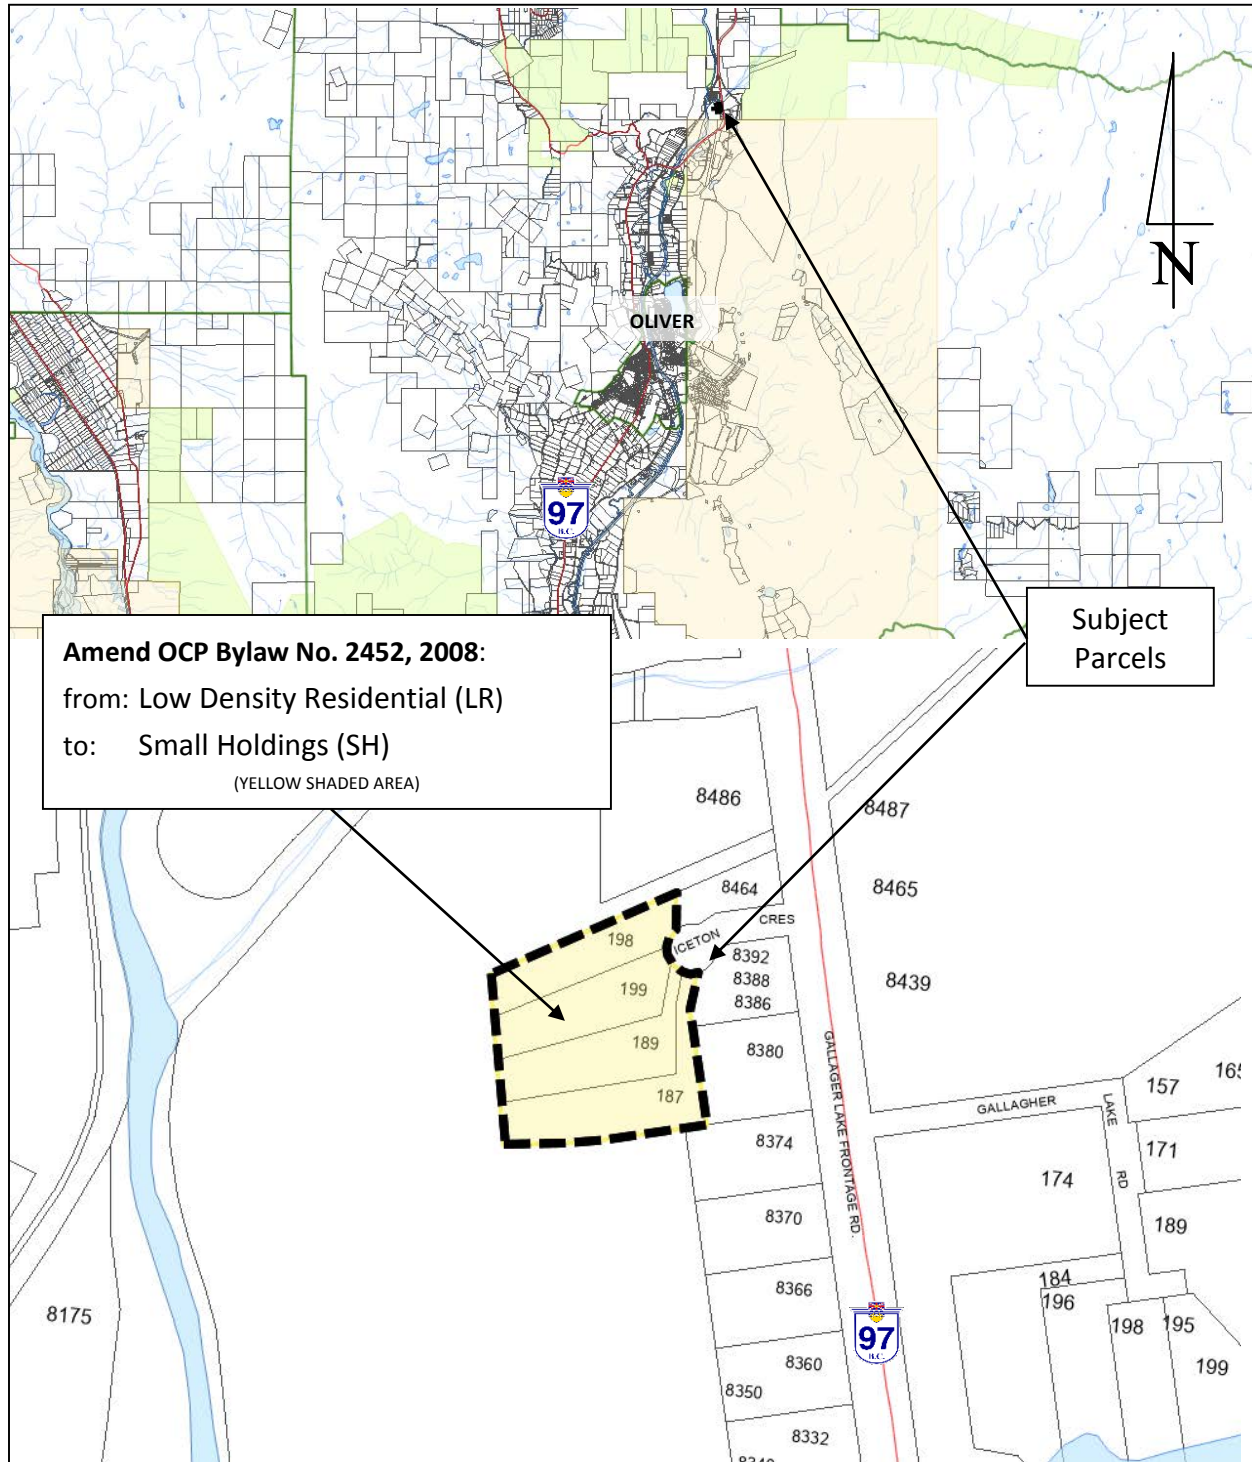 N
OLIVER
97
B.C.
Subject
Parcels
Amend OCP Bylaw No. 2452, 2008:
from: Low Density Residential (LR)
to: Small Holdings (SH)
(YELLOW SHADED AREA)
8486
8487
8464
8465
CRES
ICETON
198
8392
199
8388
8439
8386
189
8380
187
GALLAGER LAKE FRONTAGE RD.
GALLAGHER
LAKE
RD
157
165
8374
171
174
8370
189
8366
184
196
198
195
199
8175
97
B.C.
8360
8350
8332